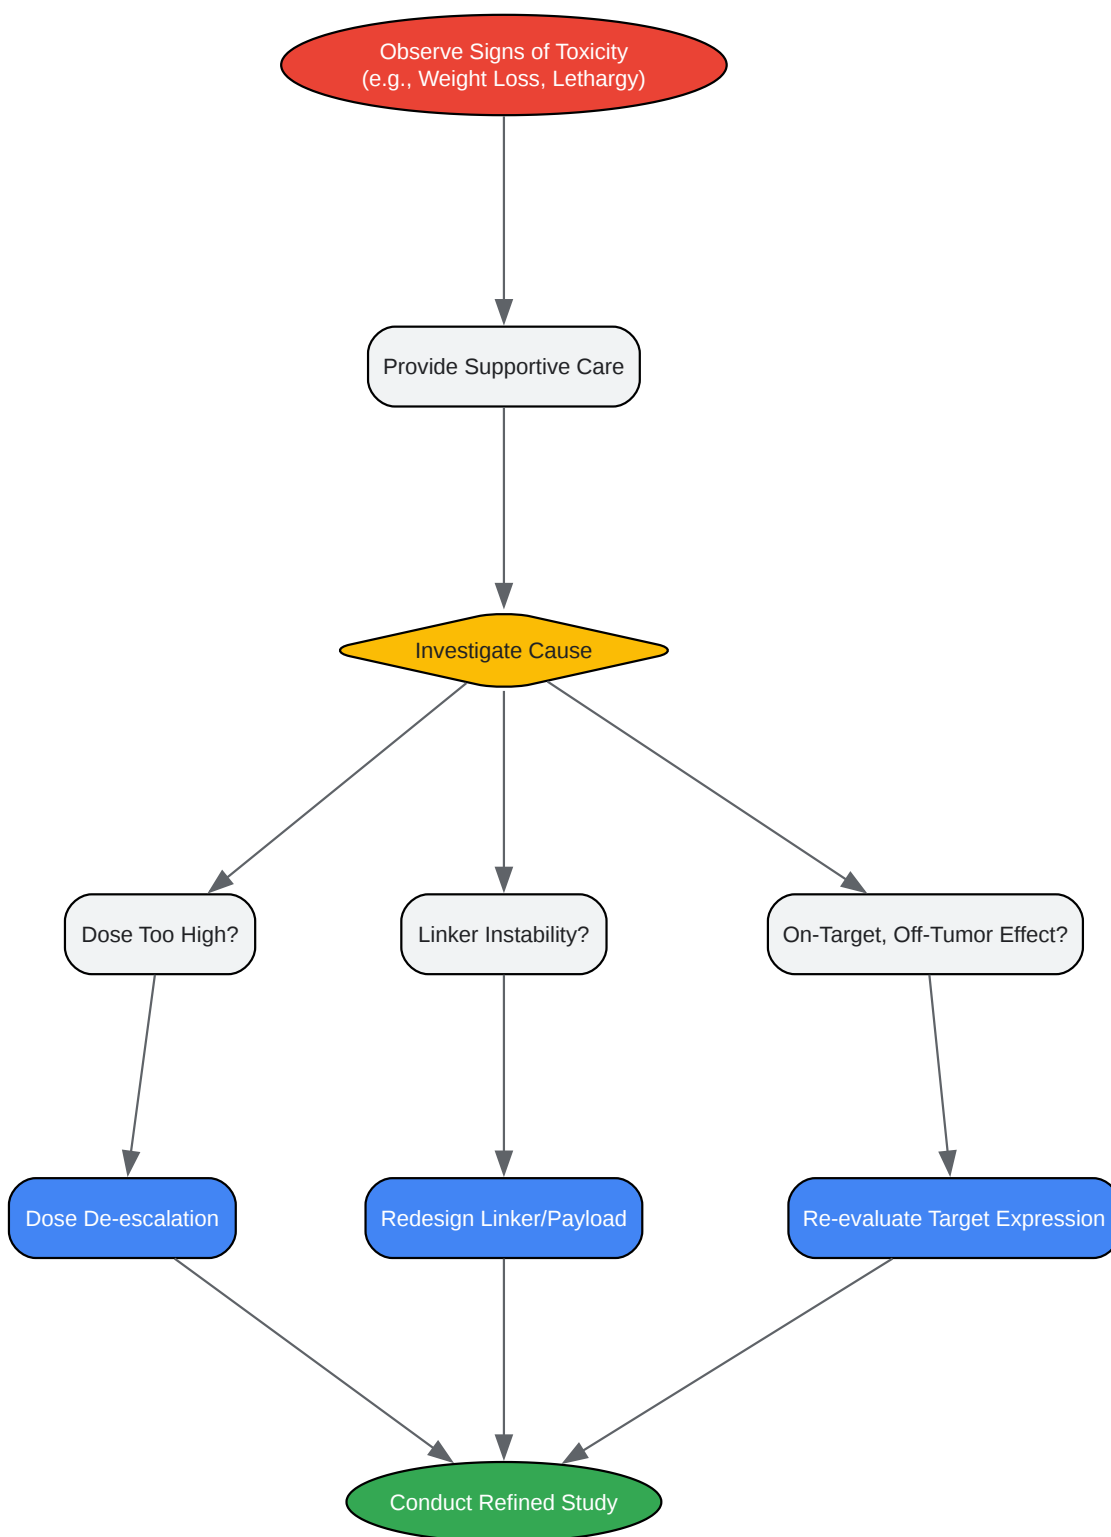 Observe Signs of Toxicity
(e.g., Weight Loss, Lethargy)
Provide Supportive Care
Investigate Cause
Dose Too High?
Linker Instability?
On-Target, Off-Tumor Effect?
Dose De-escalation
Redesign Linker/Payload
Re-evaluate Target Expression
Conduct Refined Study